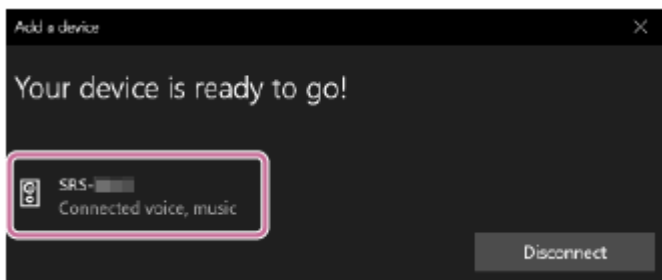 Add a device
Your device is ready to go!
SRS-
Connected voice, music
Disconnect